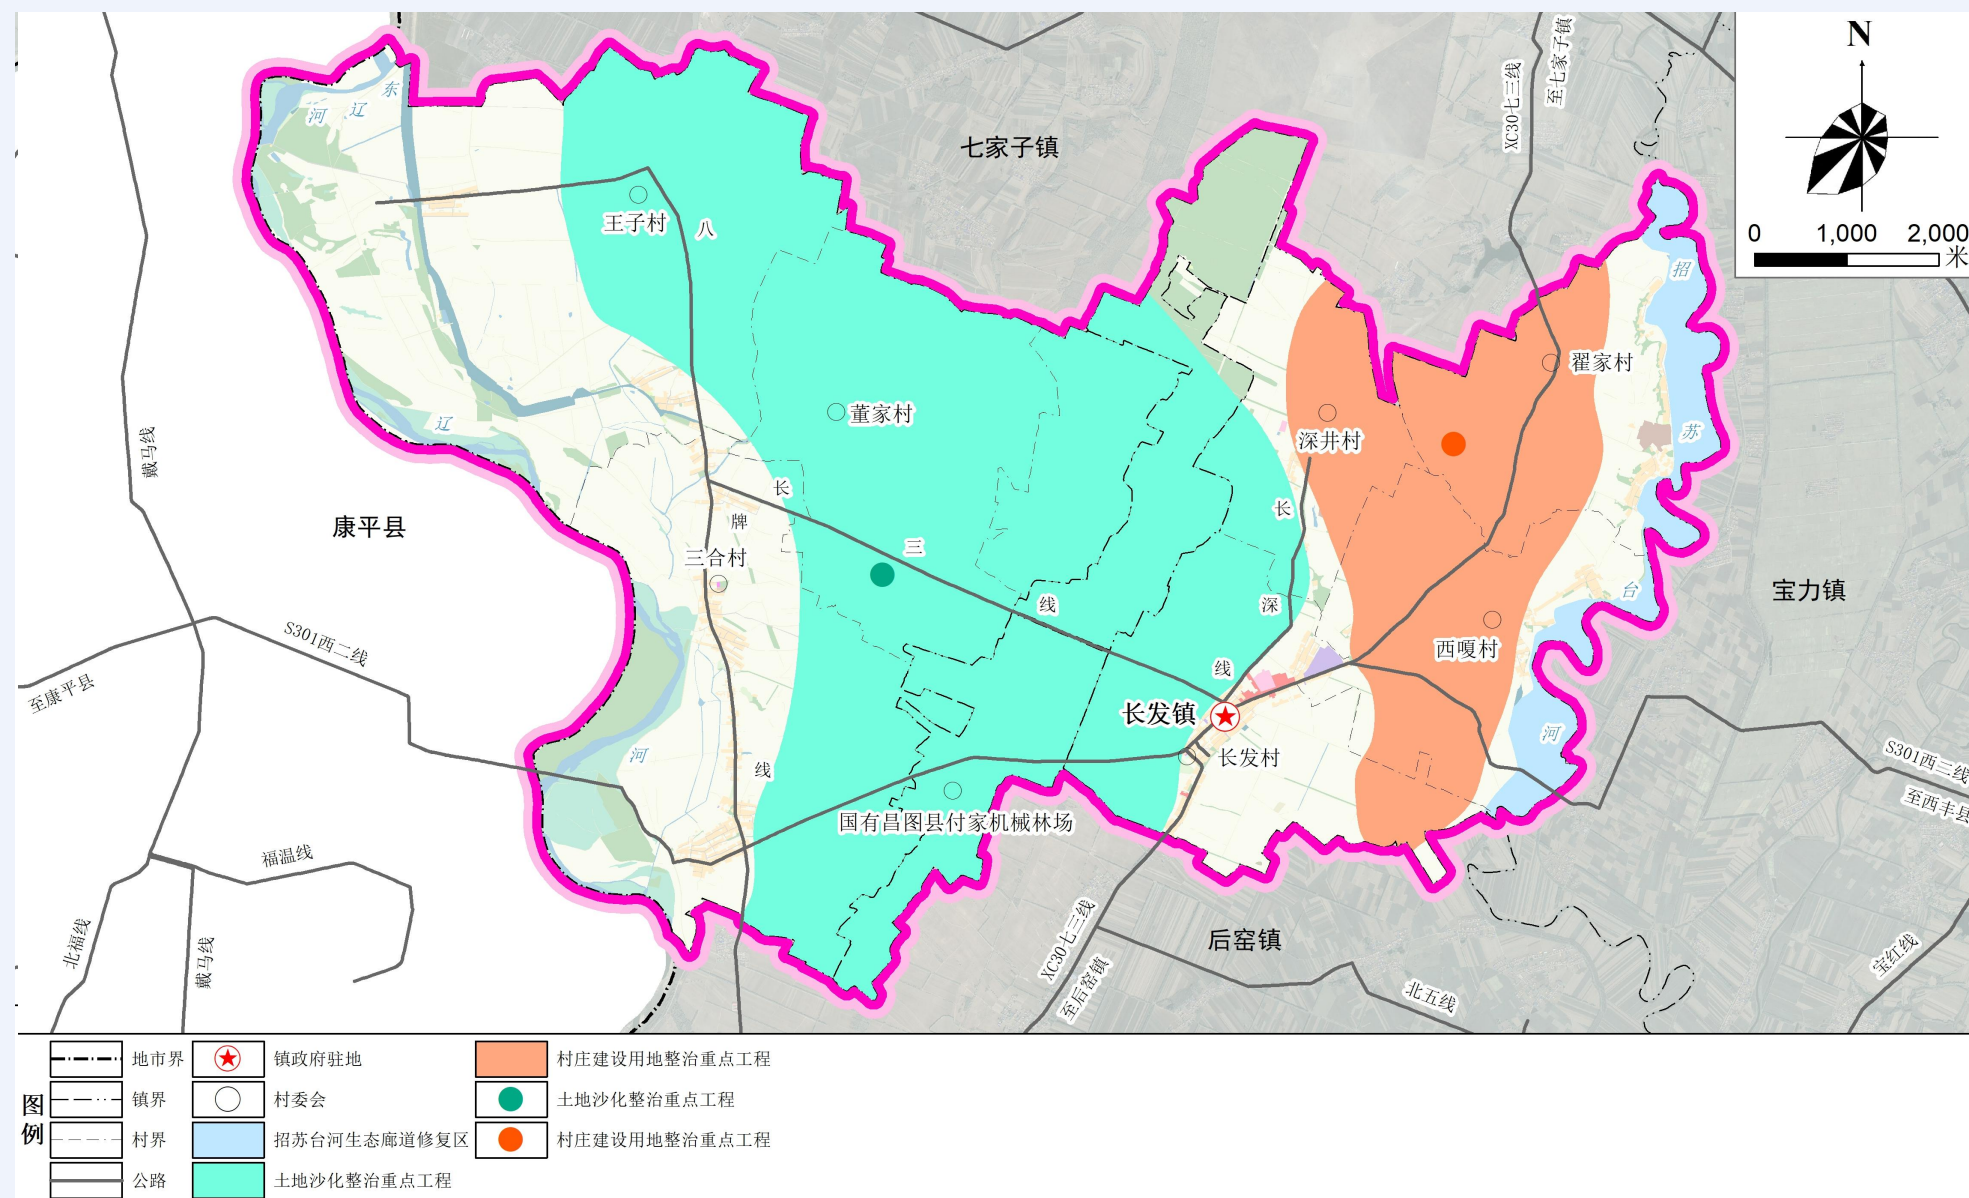 N
0 1,000 2,000
米
至七家子镇
XC30七三线
七家子镇
东
辽
河
王子村
八
招
翟家村
董家村
深井村
苏
辽
戴马线
康平县
长
牌
三
长
三合村
线
深
台
宝力镇
西嘎村
S301西二线
至康平县
线
长发镇
河
河
线
长发村
S301西二线
至西丰县
国有昌图县付家机械林场
福温线
北福线
戴马线
XC30七三线
至后窑镇
后窑镇
北五线
宝红线
图例
地市界
镇政府驻地
村庄建设用地整治重点工程
镇界
村委会
土地沙化整治重点工程
村界
招苏台河生态廊道修复区
村庄建设用地整治重点工程
公路
土地沙化整治重点工程